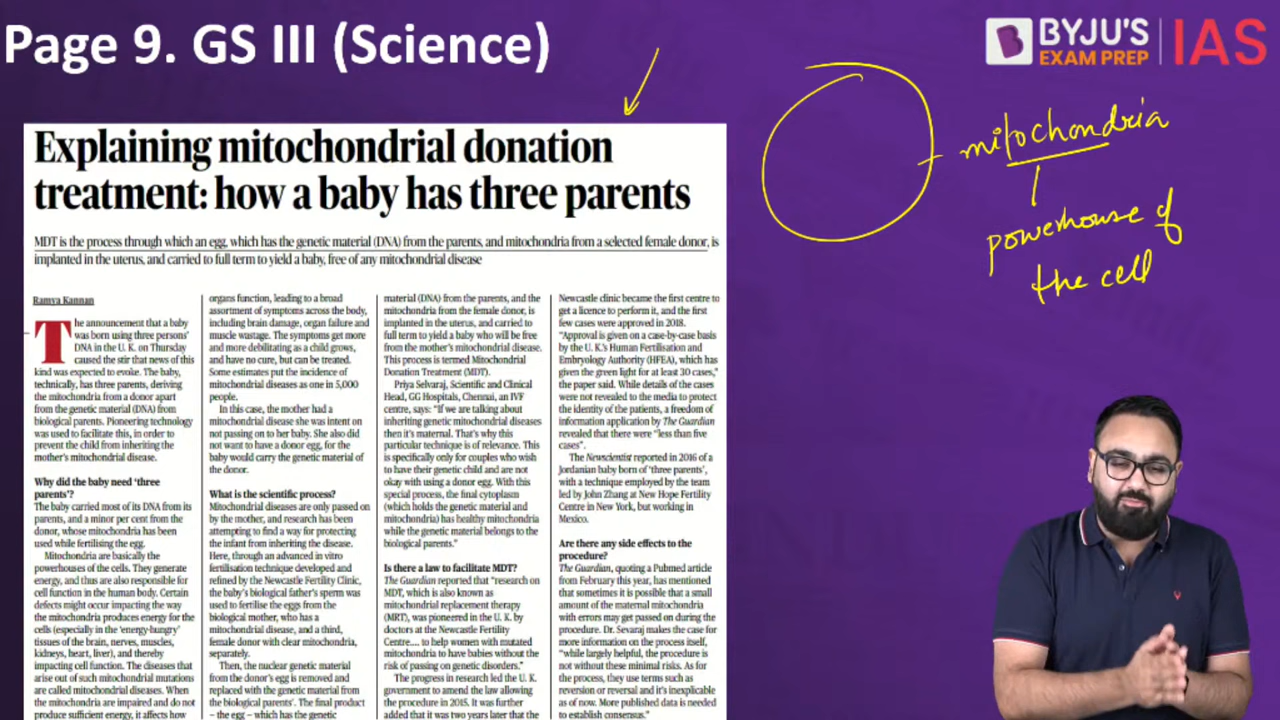 Page 9. GS III (Science)
BYJU'S
EXAM PREP
IAS
Explaining mitochondrial donation
treatment: how a baby has three parents
MDT is the process through which an egg, which has the genetic material (DNA) from the parents, and mitochondria from a selected female donor, is
implanted in the uterus, and carried to full term to yield a baby, free of any mitochondrial disease
Ramya Kannan
The announcement that a baby
was born using three persons'
DNA in the U. K. on Thursday
caused the stir that news of this
kind was expected to evoke. The baby,
technically, has three parents, deriving
the mitochondria from a donor apart
from the genetic material (DNA) from
biological parents. Pioneering technology
was used to facilitate this, in order to
prevent the child from inheriting the
mother's mitochondrial disease.
Why did the baby need 'three
parents'?
The baby carried most of its DNA from its
parents, and a minor per cent from the
donor, whose mitochondria has been
used while fertilising the egg.
Mitochondria are basically the
powerhouses of the cells. They generate
energy, and thus are also responsible for
cell function in the human body. Certain
defects might occur impacting the way
the mitochondria produces energy for the
cells (especially in the 'energy-hungry'
tissues of the brain, nerves, muscles,
kidneys, heart, liver), and thereby
impacting cell function. The diseases that
arise out of such mitochondrial mutations
are called mitochondrial diseases. When
the mitochondria are impaired and do not
produce sufficient energy, it affects how
organs function, leading to a broad
assortment of symptoms across the body,
including brain damage, organ failure and
muscle wastage. The symptoms get more
and more debilitating as a child grows,
and have no cure, but can be treated.
Some estimates put the incidence of
mitochondrial diseases as one in 5,000
people.
In this case, the mother had a
mitochondrial disease she was intent on
not passing on to her baby. She also did
not want to have a donor egg, for the
baby would carry the genetic material of
the donor.
What is the scientific process?
Mitochondrial diseases are only passed on
by the mother, and research has been
attempting to find a way for protecting
the infant from inheriting the disease.
Here, through an advanced in vitro
fertilisation technique developed and
refined by the Newcastle Fertility Clinic,
the baby's biological father's sperm was
used to fertilise the eggs from the
biological mother, who has a
mitochondrial disease, and a third,
female donor with clear mitochondria,
separately.
Then, the nuclear genetic material
from the donor's egg is removed and
replaced with the genetic material from
the biological parents'. The final product
– the egg – which has the genetic
material (DNA) from the parents, and the
mitochondria from the female donor, is
implanted in the uterus, and carried to
full term to yield a baby who will be free
from the mother's mitochondrial disease.
This process is termed Mitochondrial
Donation Treatment (MDT).
Priya Selvaraj, Scientific and Clinical
Head, GG Hospitals, Chennai, an IVF
centre, says: "If we are talking about
inheriting genetic mitochondrial diseases
then it's maternal. That's why this
particular technique is of relevance. This
is specifically only for couples who wish
to have their genetic child and are not
okay with using a donor egg. With this
special process, the final cytoplasm
(which holds the genetic material and
mitochondria) has healthy mitochondria
while the genetic material belongs to the
biological parents."
Is there a law to facilitate MDT?
The Guardian reported that "research on
MDT, which is also known as
mitochondrial replacement therapy
(MRT), was pioneered in the U. K. by
doctors at the Newcastle Fertility
Centre.... to help women with mutated
mitochondria to have babies without the
risk of passing on genetic disorders."
The progress in research led the U. K.
government to amend the law allowing
the procedure in 2015. It was further
added that it was two years later that the
Newcastle clinic became the first centre to
get a licence to perform it, and the first
few cases were approved in 2018.
"Approval is given on a case-by-case basis
by the U. K.'s Human Fertilisation and
Embryology Authority (HFEA), which has
given the green light for at least 30 cases,"
the paper said. While details of the cases
were not revealed to the media to protect
the identity of the patients, a freedom of
information application by The Guardian
revealed that there were "less than five
cases".
The Newscientist reported in 2016 of a
Jordanian baby born of 'three parents',
with a technique employed by the team
led by John Zhang at New Hope Fertility
Centre in New York, but working in
Mexico.
Are there any side effects to the
procedure?
The Guardian, quoting a Pubmed article
from February this year, has mentioned
that sometimes it is possible that a small
amount of the maternal mitochondria
with errors may get passed on during the
procedure. Dr. Sevaraj makes the case for
more information on the process itself,
"while largely helpful, the procedure is
not without these minimal risks. As for
the process, they use terms such as
reversion or reversal and it's inexplicable
as of now. More published data is needed
to establish consensus."
mitochondria
powerhouse of
the cell